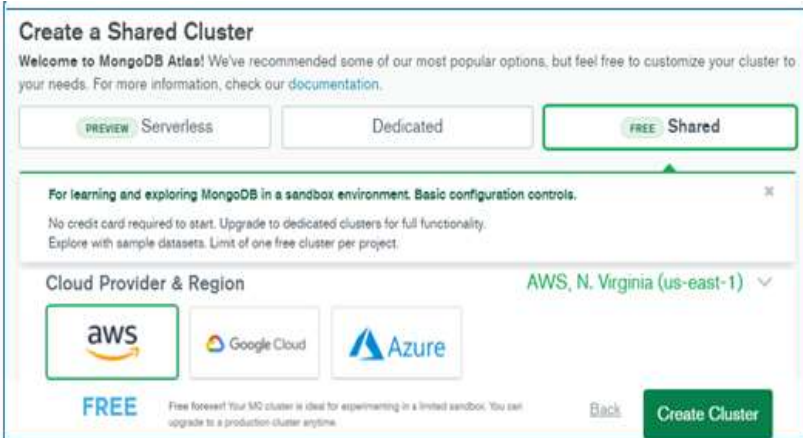 Create a Shared Cluster
Welcome to MongoDB Atlas! We've recommended some of our most popular options, but feel free to customize your cluster to
your needs. For more information, check our documentation.
PREVIEW Serverless
Dedicated
FREE Shared
For learning and exploring MongoDB in a sandbox environment. Basic configuration controls.
No credit card required to start. Upgrade to dedicated clusters for full functionality.
Explore with sample datasets. Limit of one free cluster per project.
Cloud Provider & Region
AWS, N. Virginia (us-east-1)
aws
Google Cloud
Azure
FREE
Free forever! Your M0 cluster is ideal for experimenting in a limited sandbox. You can
upgrade to a production cluster anytime.
Back
Create Cluster